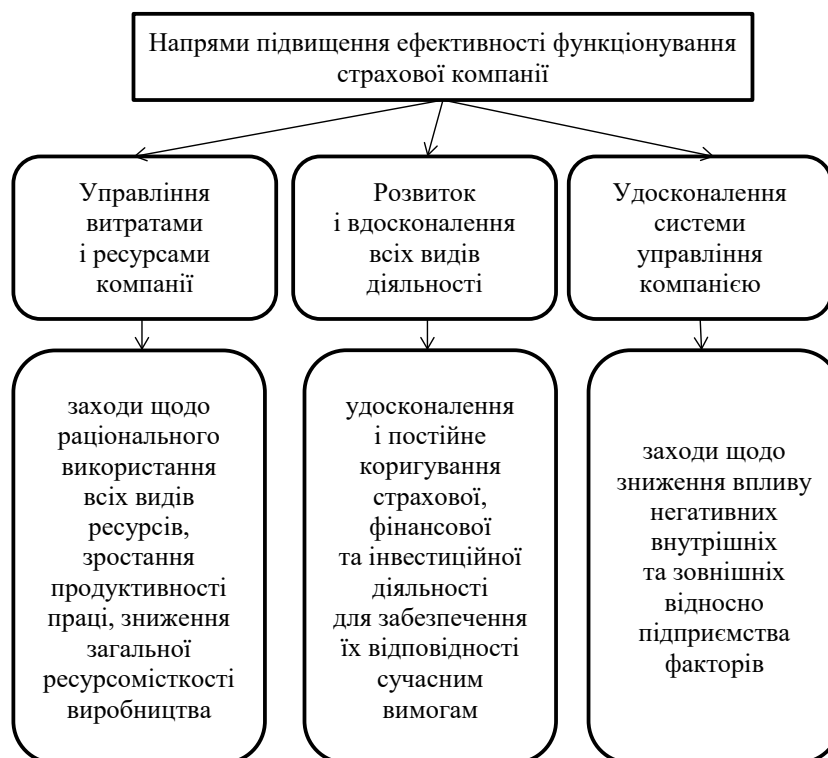 Напрями підвищення ефективності функціонування
страхової компанії
Управління
витратами
і ресурсами
компанії
Розвиток
і вдосконалення
всіх видів
діяльності
Удосконалення
системи
управління
компанією
заходи щодо
раціонального
використання
всіх видів
ресурсів,
зростання
продуктивності
праці, зниження
загальної
ресурсомісткості
виробництва
удосконалення
і постійне
коригування
страхової,
фінансової
та інвестиційної
діяльності
для забезпечення
їх відповідності
сучасним
вимогам
заходи щодо
зниження впливу
негативних
внутрішніх
та зовнішніх
відносно
підприємства
факторів